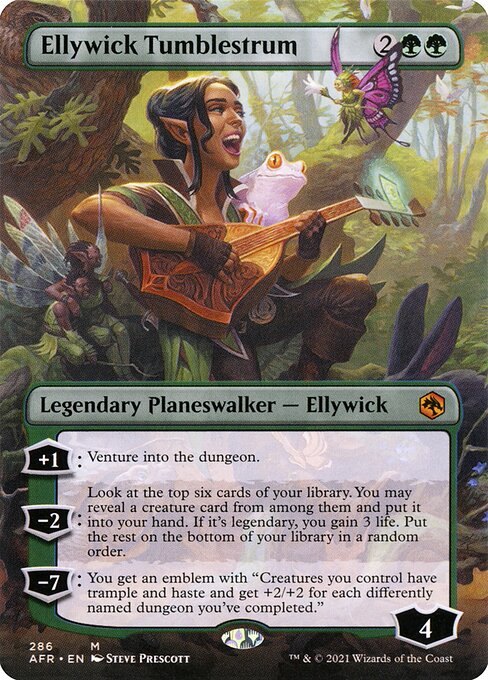 Ellywick Tumblestrum 2
Legendary Planeswalker — Ellywick
+1: Venture into the dungeon.
Look at the top six cards of your library. You may
reveal a creature card from among them and put it
−2: into your hand. If it's legendary, you gain 3 life. Put
the rest on the bottom of your library in a random
order.
−7: You get an emblem with “Creatures you control have
trample and haste and get +2/+2 for each differently
named dungeon you've completed.”
4
286 M
AFR • EN Steve Prescott
™ & © 2021 Wizards of the Coast